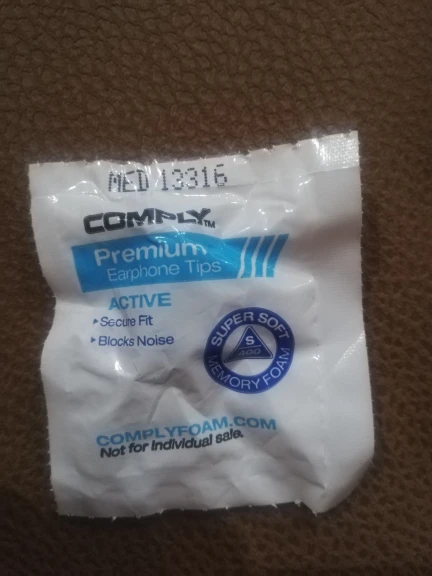 MED 13316
COMPLY™
Premium
Earphone Tips
ACTIVE
▸Secure Fit
▸Blocks Noise
SUPER SOFT
S
400
MEMORY FOAM
COMPLYFOAM.COM
Not for individual sale.